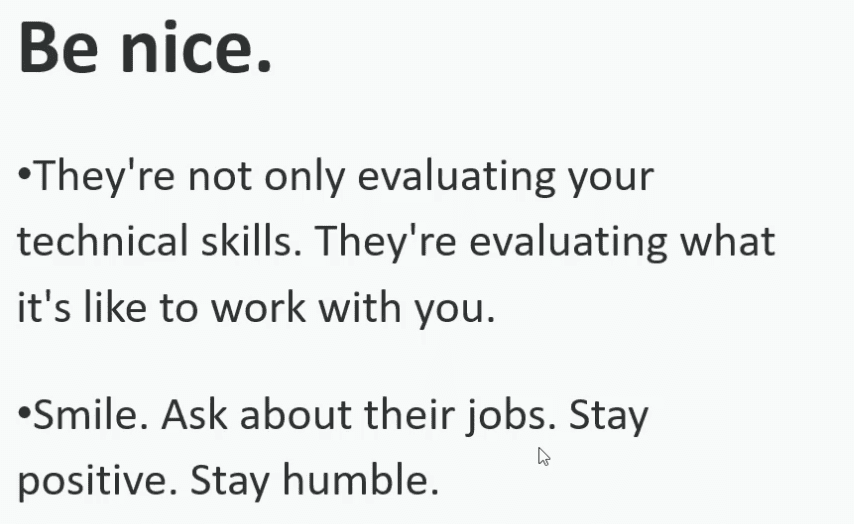 Be nice.
•They're not only evaluating your
technical skills. They're evaluating what
it's like to work with you.
•Smile. Ask about their jobs. Stay
positive. Stay humble.